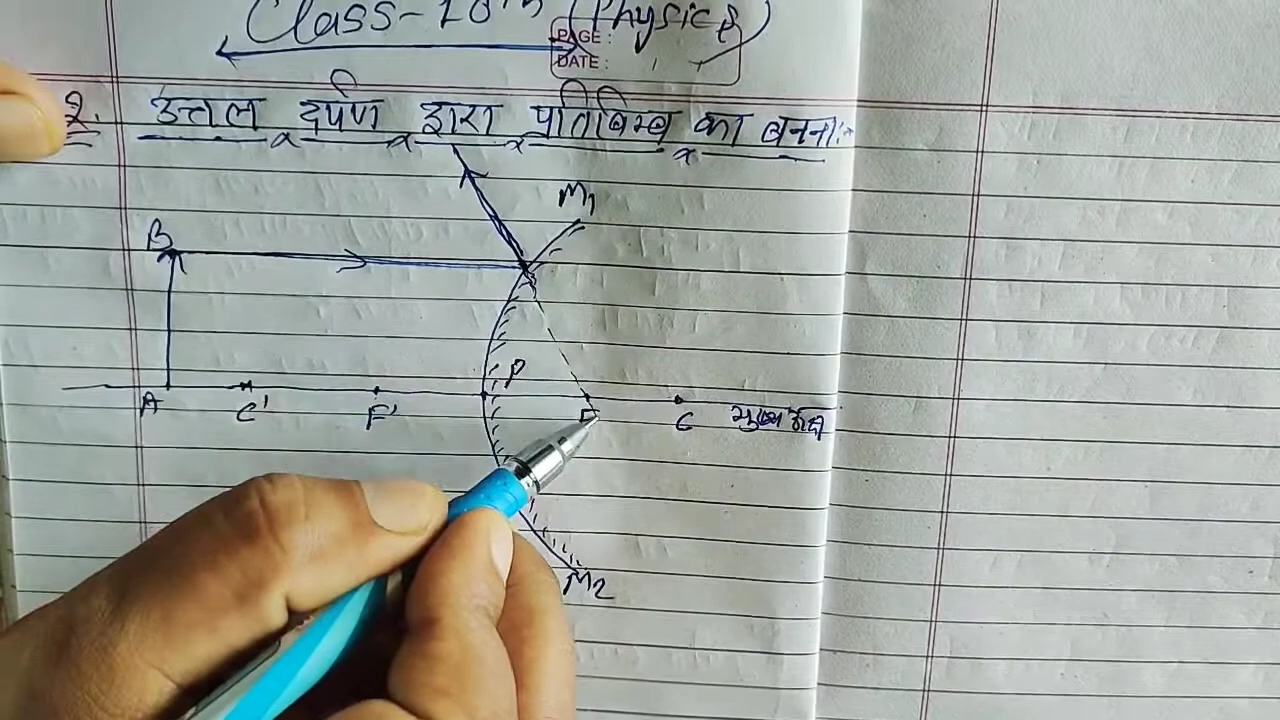 Class-10th (Physics)
PAGE :
DATE :
2. उत्तल दर्पण द्वारा प्रतिबिम्ब का बनना:-
M1
B
P
A C' F' F C मुख्य अक्ष
M2